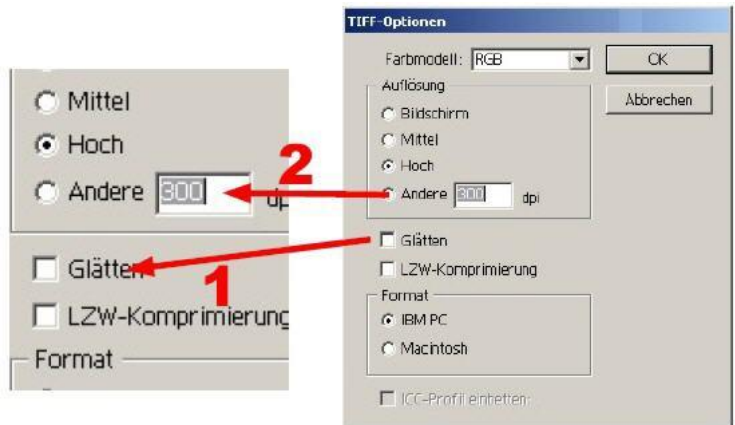 Mittel
Hoch
Andere 300 dpi
Glätten
LZW-Komprimierung
Format
2
1
TIFF-Optionen
Farbmodell: RGB
OK
Abbrechen
Auflösung
Bildschirm
Mittel
Hoch
Andere 300 dpi
Glätten
LZW-Komprimierung
Format
IBM PC
Macintosh
ICC-Profil einbetten: